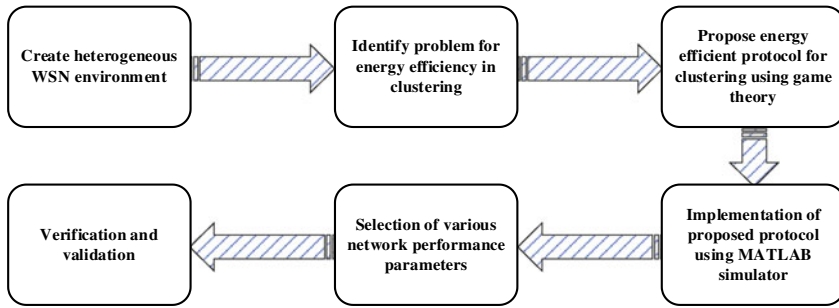 Create heterogeneous
WSN environment
Identify problem for
energy efficiency in
clustering
Propose energy
efficient protocol for
clustering using game
theory
Implementation of
proposed protocol
using MATLAB
simulator
Selection of various
network performance
parameters
Verification and
validation